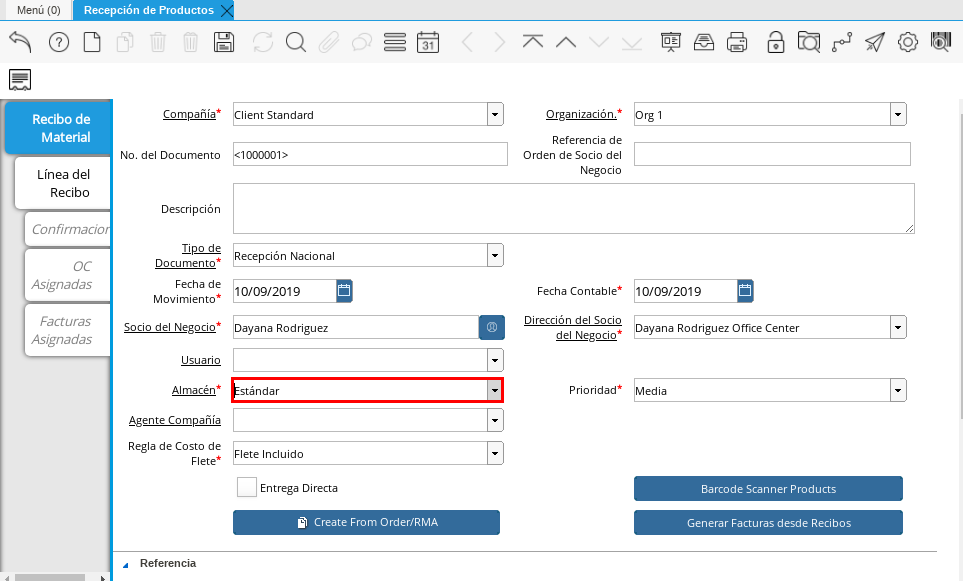 Menú (0)
Recepción de Productos
31
Recibo de
Material
Línea del
Recibo
Confirmacion
OC
Asignadas
Facturas
Asignadas
Compañía* Client Standard
Organización.* Org 1
No. del Documento <1000001>
Referencia de
Orden de Socio del
Negocio
Descripción
Tipo de
Documento* Recepción Nacional
Fecha de
Movimiento* 10/09/2019
Fecha Contable* 10/09/2019
Socio del Negocio* Dayana Rodriguez
Dirección del Socio
del Negocio* Dayana Rodriguez Office Center
Usuario
Almacén* Estándar
Prioridad* Media
Agente Compañía
Regla de Costo de
Flete* Flete Incluido
Entrega Directa
Barcode Scanner Products
Create From Order/RMA
Generar Facturas desde Recibos
Referencia